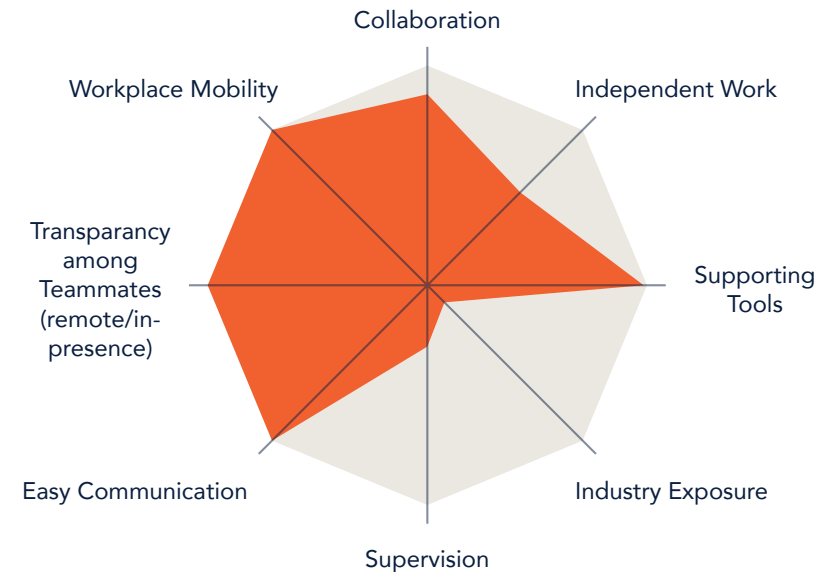 Collaboration
Workplace Mobility
Independent Work
Transparancy
among
Teammates
(remote/in-
presence)
Supporting
Tools
Easy Communication
Industry Exposure
Supervision